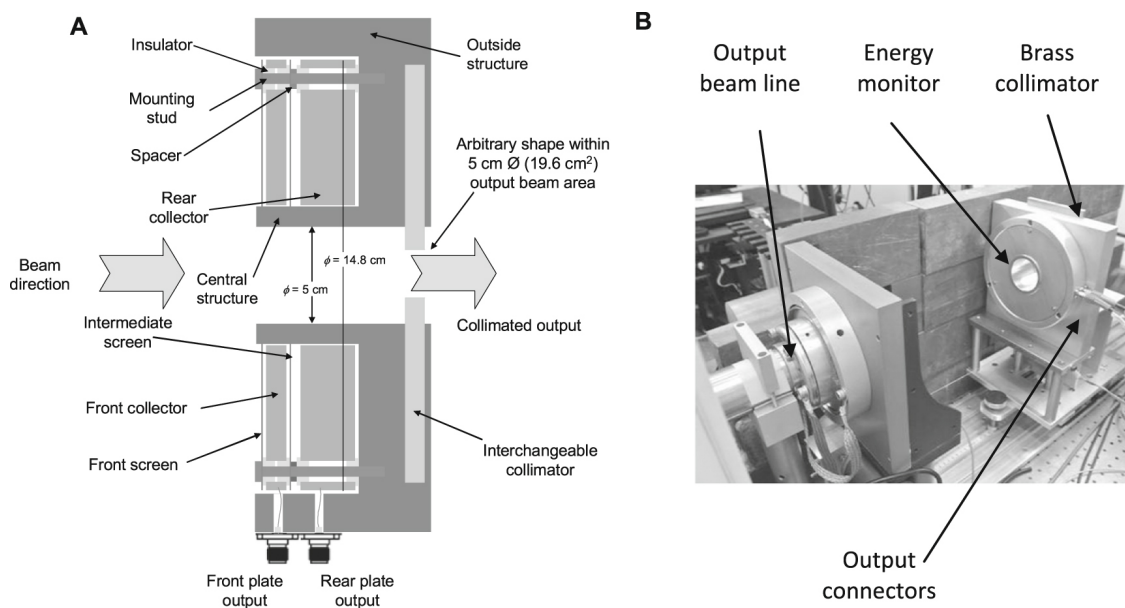 A
Insulator
Mounting
stud
Spacer
Rear
collector
Beam
direction
Central
structure
Intermediate
screen
Front collector
Front screen
Outside
structure
Arbitrary shape within
5 cm Ø (19.6 cm²)
output beam area
ϕ = 14.8 cm
ϕ = 5 cm
Collimated output
Interchangeable
collimator
Front plate
output
Rear plate
output
B
Output
beam line
Energy
monitor
Brass
collimator
Output
connectors